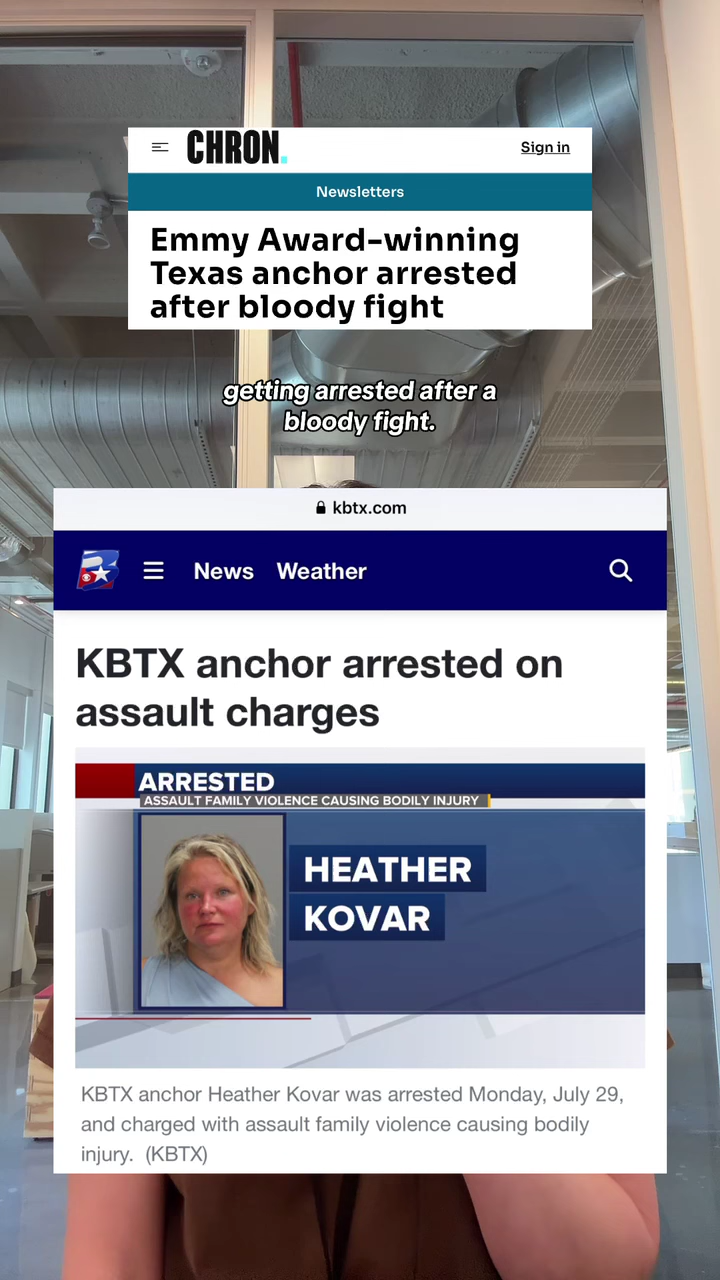 CHRON.
Sign in
Newsletters
Emmy Award-winning
Texas anchor arrested
after bloody fight
getting arrested after a
bloody fight.
kbtx.com
News
Weather
KBTX anchor arrested on
assault charges
ARRESTED
ASSAULT FAMILY VIOLENCE CAUSING BODILY INJURY
HEATHER
KOVAR
KBTX anchor Heather Kovar was arrested Monday, July 29,
and charged with assault family violence causing bodily
injury. (KBTX)